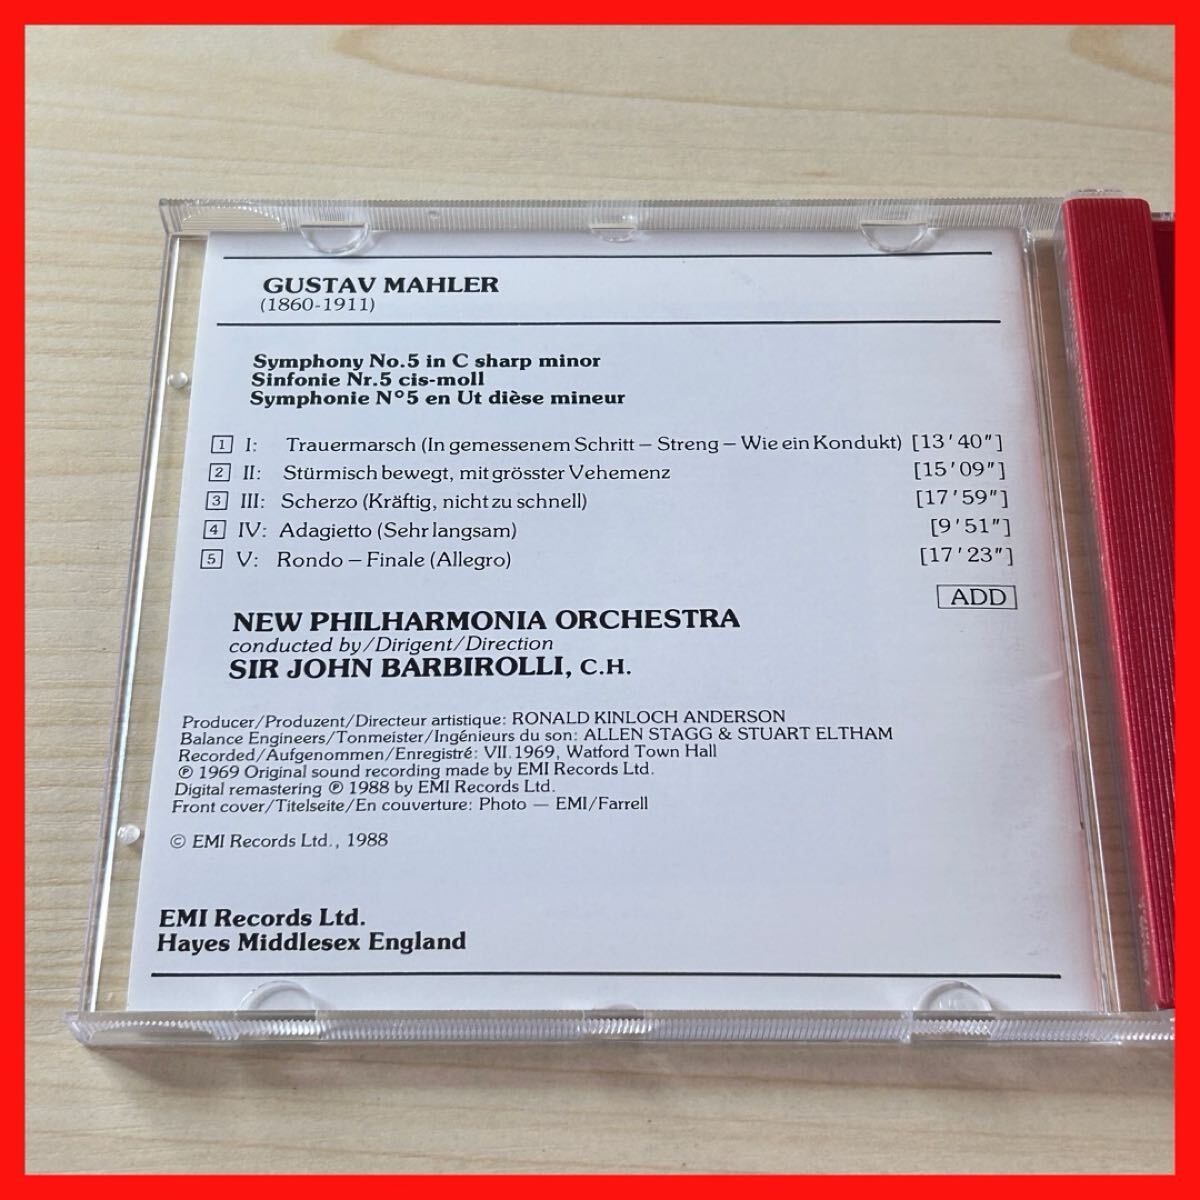 GUSTAV MAHLER
(1860-1911)
Symphony No.5 in C sharp minor
Sinfonie Nr.5 cis-moll
Symphonie N°5 en Ut dièse mineur
1 I: Trauermarsch (In gemessenem Schritt – Streng – Wie ein Kondukt) [13'40"]
2 II: Stürmisch bewegt, mit grösster Vehemenz [15'09"]
3 III: Scherzo (Kräftig, nicht zu schnell) [17'59"]
4 IV: Adagietto (Sehr langsam) [9'51"]
5 V: Rondo – Finale (Allegro) [17'23"]
ADD
NEW PHILHARMONIA ORCHESTRA
conducted by/Dirigent/Direction
SIR JOHN BARBIROLLI, C.H.
Producer/Produzent/Directeur artistique: RONALD KINLOCH ANDERSON
Balance Engineers/Tonmeister/Ingénieurs du son: ALLEN STAGG & STUART ELTHAM
Recorded/Aufgenommen/Enregistré: VII.1969, Watford Town Hall
℗ 1969 Original sound recording made by EMI Records Ltd.
Digital remastering ℗ 1988 by EMI Records Ltd.
Front cover/Titelseite/En couverture: Photo — EMI/Farrell
© EMI Records Ltd., 1988
EMI Records Ltd.
Hayes Middlesex England